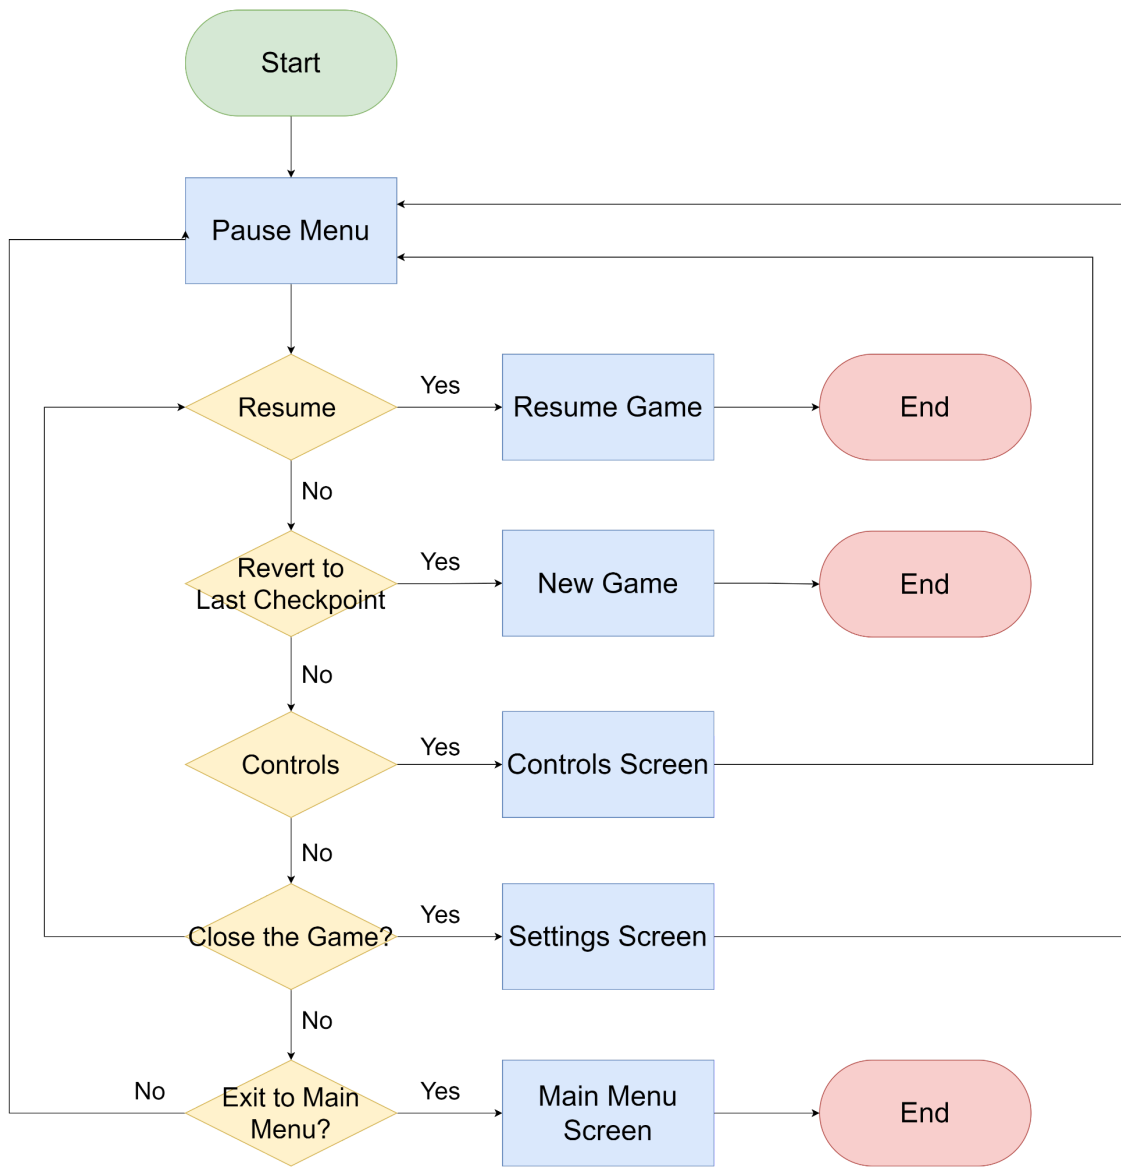 Start
Pause Menu
Resume
Yes
Resume Game
End
No
Revert to
Last Checkpoint
Yes
New Game
End
No
Controls
Yes
Controls Screen
No
Close the Game?
Yes
Settings Screen
No
No
Exit to Main
Menu?
Yes
Main Menu
Screen
End